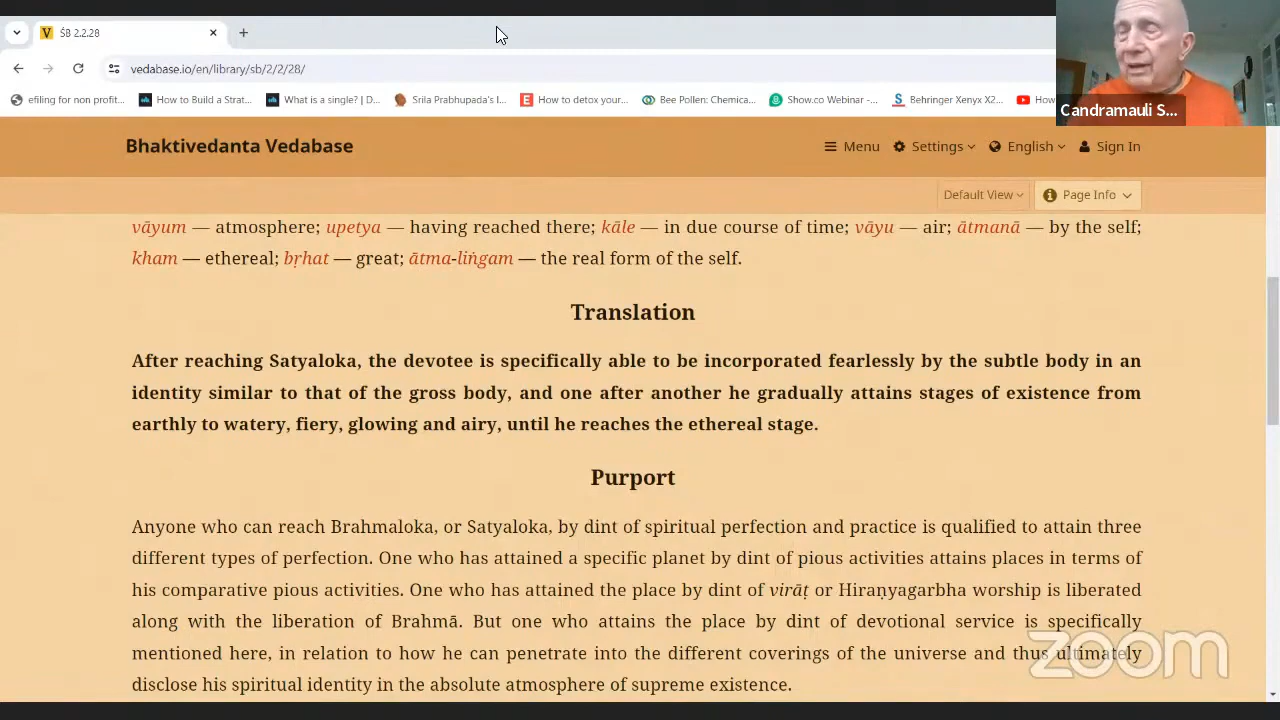 ŚB 2.2.28
vedabase.io/en/library/sb/2/2/28/
efiling for non profit...
How to Build a Strat...
What is a singley| D...
Srila Prabhupada's l...
How to detox your...
Bee Pollen: Chemica...
Show.co Webinar -...
Behringer Xenyx X2...
How
Candramauli S...
Bhaktivedanta Vedabase
Menu Settings English Sign In
Default View Page Info
vāyum — atmosphere; upetya — having reached there; kāle — in due course of time; vāyu — air; ātmanā — by the self;
kham — ethereal; bṛhat — great; ātma-liṅgam — the real form of the self.
Translation
After reaching Satyaloka, the devotee is specifically able to be incorporated fearlessly by the subtle body in an
identity similar to that of the gross body, and one after another he gradually attains stages of existence from
earthly to watery, fiery, glowing and airy, until he reaches the ethereal stage.
Purport
Anyone who can reach Brahmaloka, or Satyaloka, by dint of spiritual perfection and practice is qualified to attain three
different types of perfection. One who has attained a specific planet by dint of pious activities attains places in terms of
his comparative pious activities. One who has attained the place by dint of virāṭ or Hiraṇyagarbha worship is liberated
along with the liberation of Brahmā. But one who attains the place by dint of devotional service is specifically
mentioned here, in relation to how he can penetrate into the different coverings of the universe and thus ultimately
disclose his spiritual identity in the absolute atmosphere of supreme existence.
zoom